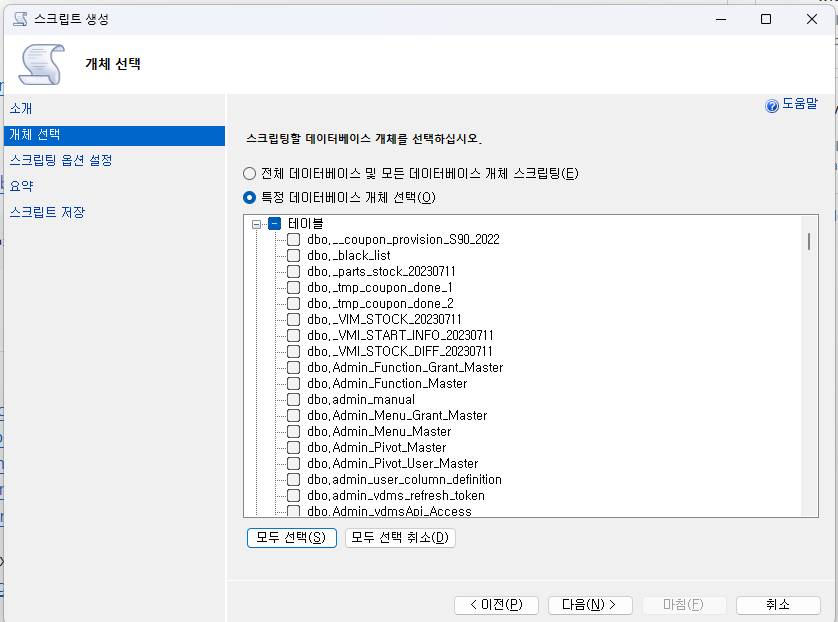 스크립트 생성
개체 선택
소개
개체 선택
스크립팅 옵션 설정
요약
스크립트 저장
도움말
스크립팅할 데이터베이스 개체를 선택하십시오.
전체 데이터베이스 및 모든 데이터베이스 개체 스크립팅(E)
특정 데이터베이스 개체 선택(O)
테이블
dbo.__coupon_provision_S90_2022
dbo._black_list
dbo._parts_stock_20230711
dbo._tmp_coupon_done_1
dbo._tmp_coupon_done_2
dbo._VIM_STOCK_20230711
dbo._VMI_START_INFO_20230711
dbo._VMI_STOCK_DIFF_20230711
dbo.Admin_Function_Grant_Master
dbo.Admin_Function_Master
dbo.admin_manual
dbo.Admin_Menu_Grant_Master
dbo.Admin_Menu_Master
dbo.Admin_Pivot_Master
dbo.Admin_Pivot_User_Master
dbo.admin_user_column_definition
dbo.admin_vdms_refresh_token
dbo.Admin_vdmsApi_Access
모두 선택(S) 모두 선택 취소(D)
< 이전(P) 다음(N) > 마침(F) 취소